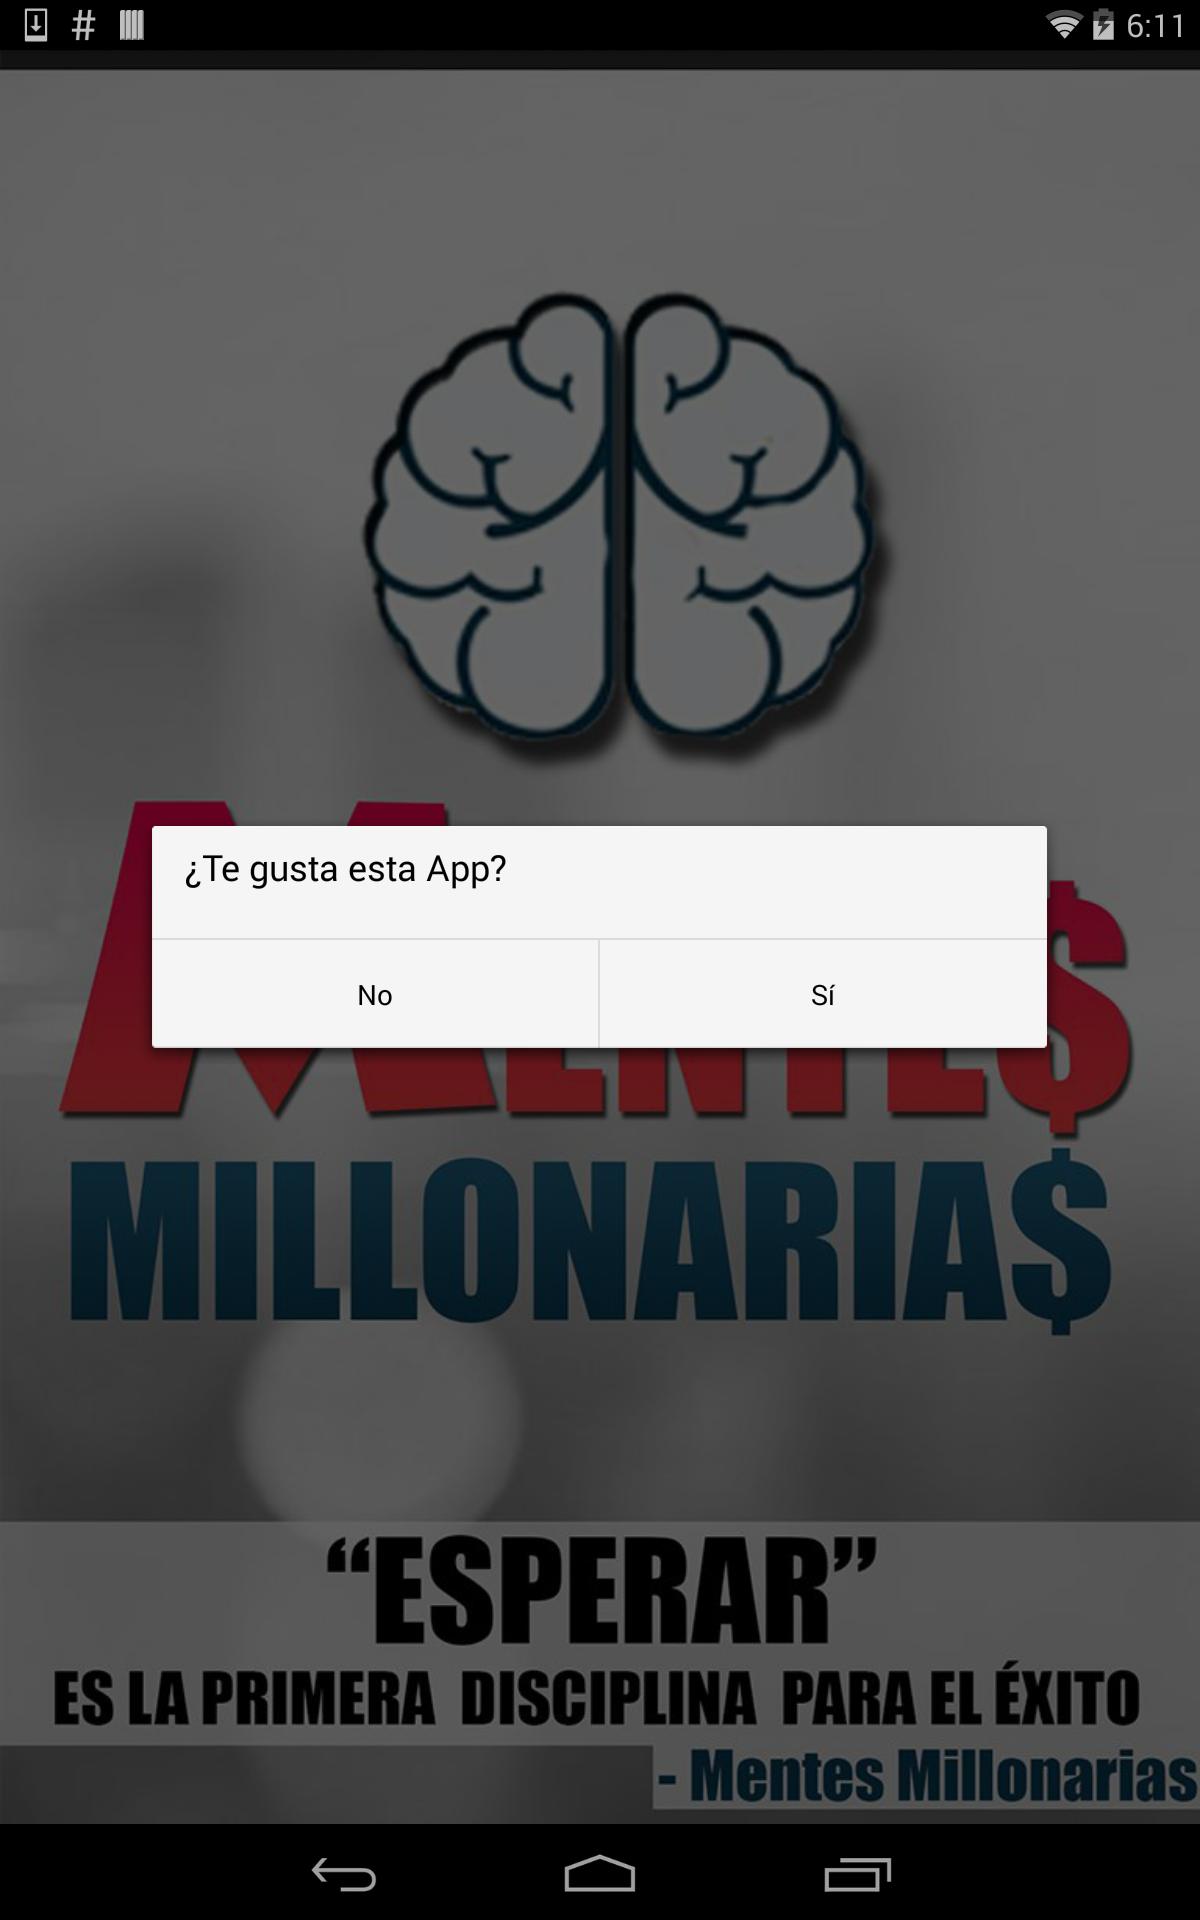 6:11
¿Te gusta esta App?
No
Sí
MENTE$
MILLONARIA$
“ESPERAR”
ES LA PRIMERA DISCIPLINA PARA EL ÉXITO
- Mentes Millonarias